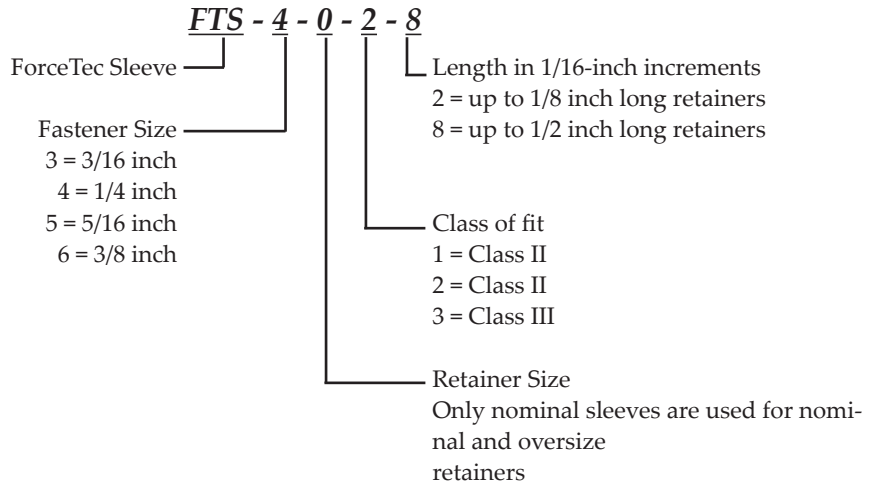 FTS - 4 - 0 - 2 - 8
ForceTec Sleeve
Fastener Size
3 = 3/16 inch
4 = 1/4 inch
5 = 5/16 inch
6 = 3/8 inch
Length in 1/16-inch increments
2 = up to 1/8 inch long retainers
8 = up to 1/2 inch long retainers
Class of fit
1 = Class II
2 = Class II
3 = Class III
Retainer Size
Only nominal sleeves are used for nomi-
nal and oversize
retainers